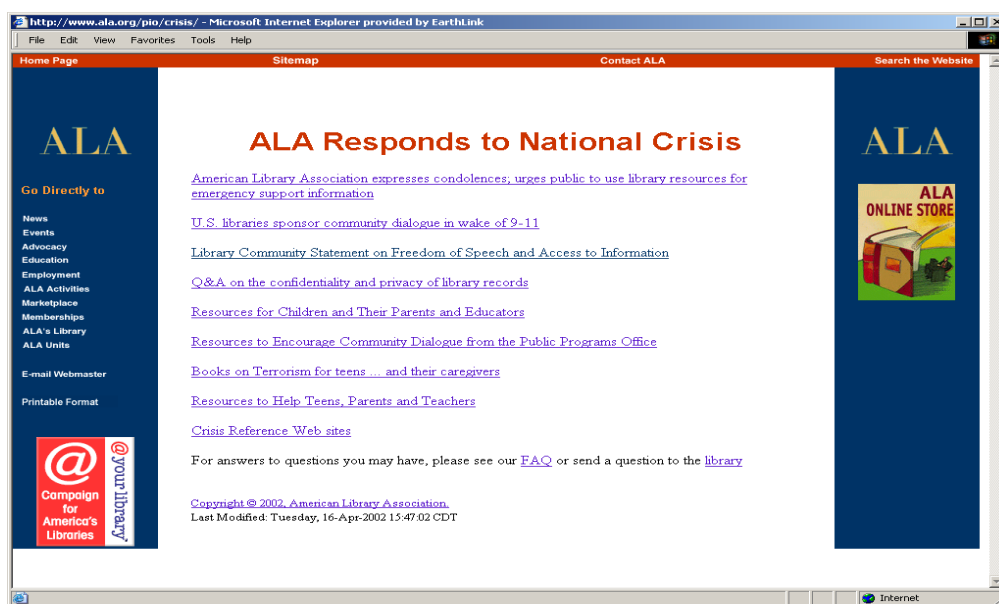 http://www.ala.org/pio/crisis/ - Microsoft Internet Explorer provided by EarthLink
File Edit View Favorites Tools Help
Home Page Sitemap Contact ALA Search the Website
ALA
Go Directly to
News
Events
Advocacy
Education
Employment
ALA Activities
Marketplace
Memberships
ALA's Library
ALA Units
E-mail Webmaster
Printable Format
@
Campaign
for
America's
Libraries
@ your library
ALA Responds to National Crisis
American Library Association expresses condolences; urges public to use library resources for
emergency support information
U.S. libraries sponsor community dialogue in wake of 9-11
Library Community Statement on Freedom of Speech and Access to Information
Q&A on the confidentiality and privacy of library records
Resources for Children and Their Parents and Educators
Resources to Encourage Community Dialogue from the Public Programs Office
Books on Terrorism for teens ... and their caregivers
Resources to Help Teens, Parents and Teachers
Crisis Reference Web sites
For answers to questions you may have, please see our FAQ or send a question to the library
Copyright © 2002, American Library Association.
Last Modified: Tuesday, 16-Apr-2002 15:47:02 CDT
ALA
ALA
ONLINE STORE
Internet